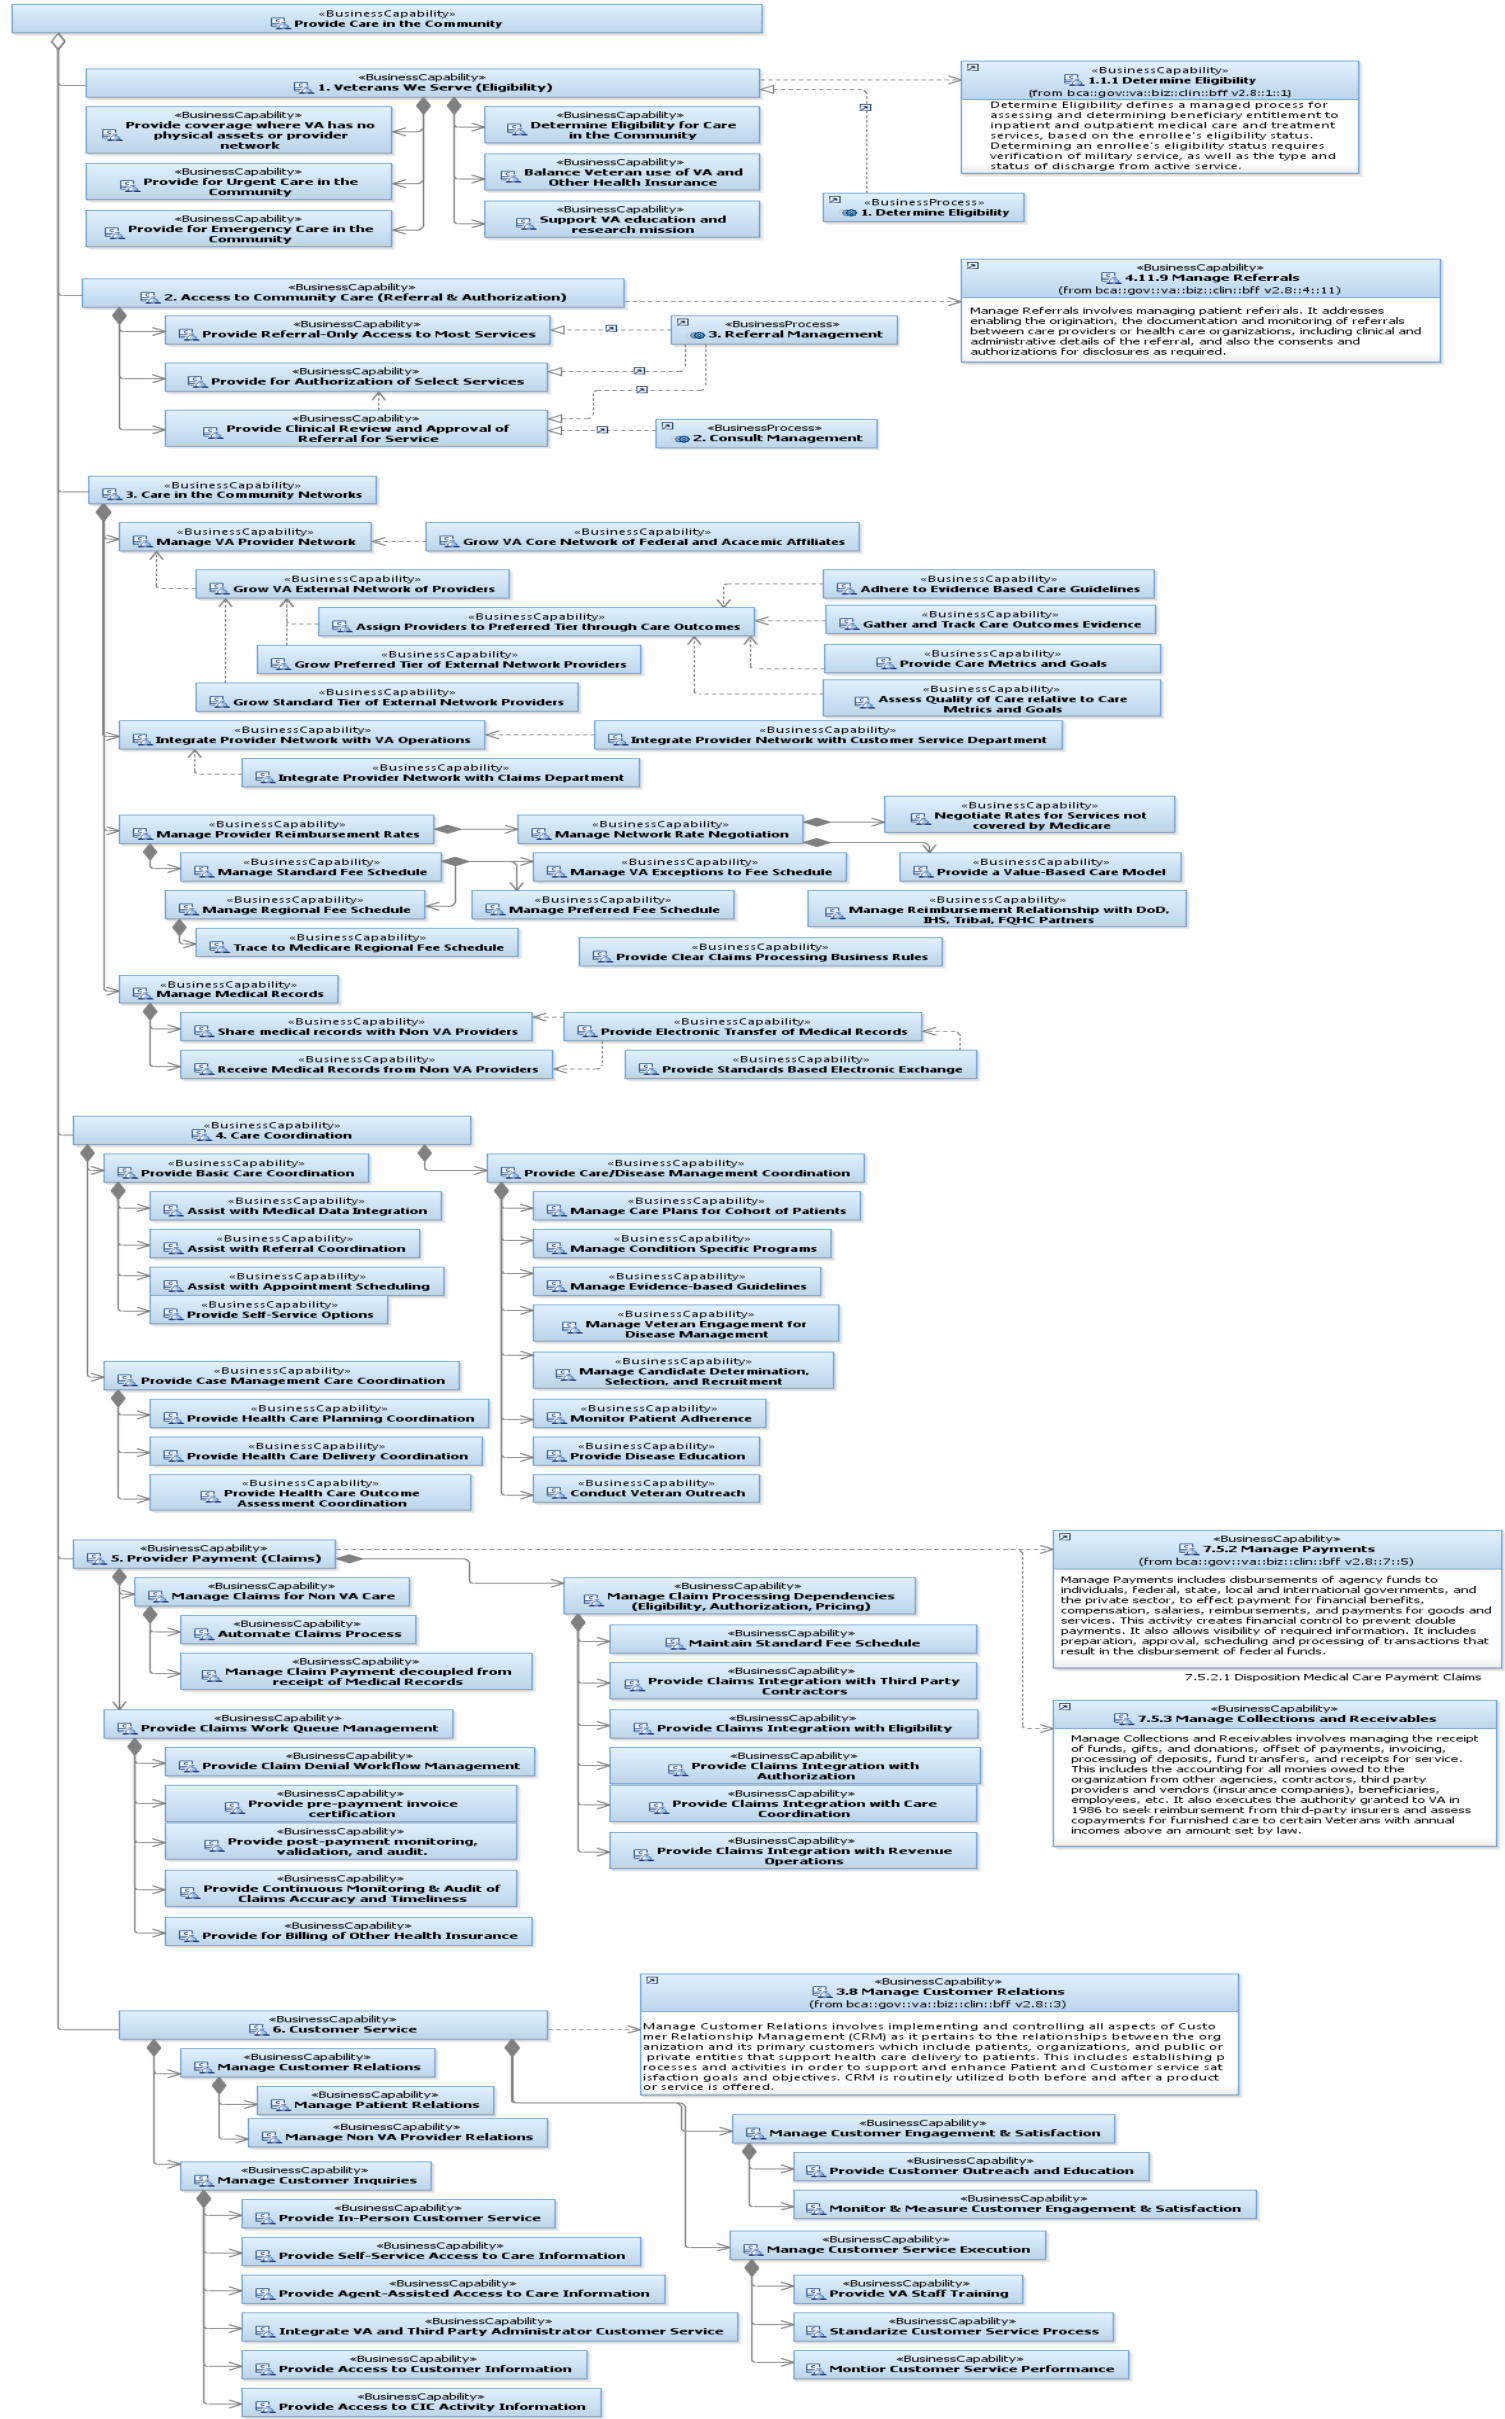 «BusinessCapability»
Provide Care in the Community
«BusinessCapability»
1. Veterans We Serve (Eligibility)
«BusinessCapability»
Provide coverage where VA has no
physical assets or provider
network
«BusinessCapability»
Provide for Urgent Care in the
Community
«BusinessCapability»
Provide for Emergency Care in the
Community
«BusinessCapability»
Determine Eligibility for Care
in the Community
«BusinessCapability»
Balance Veteran use of VA and
Other Health Insurance
«BusinessCapability»
Support VA education and
research mission
«BusinessCapability»
1.1.1 Determine Eligibility
(from bca::gov::va::biz::clin::bff v2.8::1::1)
Determine Eligibility defines a managed process for
assessing and determining beneficiary entitlement to
inpatient and outpatient medical care and treatment
services, based on the enrollee's eligibility status.
Determining an enrollee's eligibility status requires
verification of military service, as well as the type and
status of discharge from active service.
«BusinessProcess»
1. Determine Eligibility
«BusinessCapability»
2. Access to Community Care (Referral & Authorization)
«BusinessCapability»
Provide Referral-Only Access to Most Services
«BusinessProcess»
3. Referral Management
«BusinessCapability»
Provide for Authorization of Select Services
«BusinessCapability»
Provide Clinical Review and Approval of
Referral for Service
«BusinessProcess»
2. Consult Management
«BusinessCapability»
4.11.9 Manage Referrals
(from bca::gov::va::biz::clin::bff v2.8::4::11)
Manage Referrals involves managing patient referrals. It addresses
enabling the origination, the documentation and monitoring of referrals
between care providers or health care organizations, including clinical and
administrative details of the referral, and also the consents and
authorizations for disclosures as required.
«BusinessCapability»
3. Care in the Community Networks
«BusinessCapability»
Manage VA Provider Network
«BusinessCapability»
Grow VA Core Network of Federal and Acacemic Affiliates
«BusinessCapability»
Grow VA External Network of Providers
«BusinessCapability»
Adhere to Evidence Based Care Guidelines
«BusinessCapability»
Assign Providers to Preferred Tier through Care Outcomes
«BusinessCapability»
Gather and Track Care Outcomes Evidence
«BusinessCapability»
Grow Preferred Tier of External Network Providers
«BusinessCapability»
Provide Care Metrics and Goals
«BusinessCapability»
Grow Standard Tier of External Network Providers
«BusinessCapability»
Assess Quality of Care relative to Care
Metrics and Goals
«BusinessCapability»
Integrate Provider Network with VA Operations
«BusinessCapability»
Integrate Provider Network with Customer Service Department
«BusinessCapability»
Integrate Provider Network with Claims Department
«BusinessCapability»
Manage Provider Reimbursement Rates
«BusinessCapability»
Manage Network Rate Negotiation
«BusinessCapability»
Negotiate Rates for Services not
covered by Medicare
«BusinessCapability»
Manage Standard Fee Schedule
«BusinessCapability»
Manage VA Exceptions to Fee Schedule
«BusinessCapability»
Provide a Value-Based Care Model
«BusinessCapability»
Manage Regional Fee Schedule
«BusinessCapability»
Manage Preferred Fee Schedule
«BusinessCapability»
Manage Reimbursement Relationship with DoD,
IHS, Tribal, FQHC Partners
«BusinessCapability»
Trace to Medicare Regional Fee Schedule
«BusinessCapability»
Provide Clear Claims Processing Business Rules
«BusinessCapability»
Manage Medical Records
«BusinessCapability»
Share medical records with Non VA Providers
«BusinessCapability»
Provide Electronic Transfer of Medical Records
«BusinessCapability»
Receive Medical Records from Non VA Providers
«BusinessCapability»
Provide Standards Based Electronic Exchange
«BusinessCapability»
4. Care Coordination
«BusinessCapability»
Provide Basic Care Coordination
«BusinessCapability»
Assist with Medical Data Integration
«BusinessCapability»
Assist with Referral Coordination
«BusinessCapability»
Assist with Appointment Scheduling
«BusinessCapability»
Provide Self-Service Options
«BusinessCapability»
Provide Case Management Care Coordination
«BusinessCapability»
Provide Health Care Planning Coordination
«BusinessCapability»
Provide Health Care Delivery Coordination
«BusinessCapability»
Provide Health Care Outcome
Assessment Coordination
«BusinessCapability»
Provide Care/Disease Management Coordination
«BusinessCapability»
Manage Care Plans for Cohort of Patients
«BusinessCapability»
Manage Condition Specific Programs
«BusinessCapability»
Manage Evidence-based Guidelines
«BusinessCapability»
Manage Veteran Engagement for
Disease Management
«BusinessCapability»
Manage Candidate Determination,
Selection, and Recruitment
«BusinessCapability»
Monitor Patient Adherence
«BusinessCapability»
Provide Disease Education
«BusinessCapability»
Conduct Veteran Outreach
«BusinessCapability»
5. Provider Payment (Claims)
«BusinessCapability»
Manage Claims for Non VA Care
«BusinessCapability»
Automate Claims Process
«BusinessCapability»
Manage Claim Payment decoupled from
receipt of Medical Records
«BusinessCapability»
Provide Claims Work Queue Management
«BusinessCapability»
Provide Claim Denial Workflow Management
«BusinessCapability»
Provide pre-payment invoice
certification
«BusinessCapability»
Provide post-payment monitoring,
validation, and audit.
«BusinessCapability»
Provide Continuous Monitoring & Audit of
Claims Accuracy and Timeliness
«BusinessCapability»
Provide for Billing of Other Health Insurance
«BusinessCapability»
Manage Claim Processing Dependencies
(Eligibility, Authorization, Pricing)
«BusinessCapability»
Maintain Standard Fee Schedule
«BusinessCapability»
Provide Claims Integration with Third Party
Contractors
«BusinessCapability»
Provide Claims Integration with Eligibility
«BusinessCapability»
Provide Claims Integration with
Authorization
«BusinessCapability»
Provide Claims Integration with Care
Coordination
«BusinessCapability»
Provide Claims Integration with Revenue
Operations
«BusinessCapability»
7.5.2 Manage Payments
(from bca::gov::va::biz::clin::bff v2.8::7::5)
Manage Payments includes disbursements of agency funds to
individuals, federal, state, local and international governments, and
the private sector, to effect payment for financial benefits,
compensation, salaries, reimbursements, and payments for goods and
services. This activity creates financial control to prevent double
payments. It also allows visibility of required information. It includes
preparation, approval, scheduling and processing of transactions that
result in the disbursement of federal funds.
7.5.2.1 Disposition Medical Care Payment Claims
«BusinessCapability»
7.5.3 Manage Collections and Receivables
Manage Collections and Receivables involves managing the receipt
of funds, gifts, and donations, offset of payments, invoicing,
processing of deposits, fund transfers, and receipts for service.
This includes the accounting for all monies owed to the
organization from other agencies, contractors, third party
providers and vendors (insurance companies), beneficiaries,
employees, etc. It also executes the authority granted to VA in
1986 to seek reimbursement from third-party insurers and assess
copayments for furnished care to certain Veterans with annual
incomes above an amount set by law.
«BusinessCapability»
6. Customer Service
«BusinessCapability»
3.8 Manage Customer Relations
(from bca::gov::va::biz::clin::bff v2.8::3)
Manage Customer Relations involves implementing and controlling all aspects of Custo
mer Relationship Management (CRM) as it pertains to the relationships between the org
anization and its primary customers which include patients, organizations, and public or
private entities that support health care delivery to patients. This includes establishing p
rocesses and activities in order to support and enhance Patient and Customer service sat
isfaction goals and objectives. CRM is routinely utilized both before and after a product
or service is offered.
«BusinessCapability»
Manage Customer Relations
«BusinessCapability»
Manage Patient Relations
«BusinessCapability»
Manage Non VA Provider Relations
«BusinessCapability»
Manage Customer Inquiries
«BusinessCapability»
Provide In-Person Customer Service
«BusinessCapability»
Provide Self-Service Access to Care Information
«BusinessCapability»
Provide Agent-Assisted Access to Care Information
«BusinessCapability»
Integrate VA and Third Party Administrator Customer Service
«BusinessCapability»
Provide Access to Customer Information
«BusinessCapability»
Provide Access to CIC Activity Information
«BusinessCapability»
Manage Customer Engagement & Satisfaction
«BusinessCapability»
Provide Customer Outreach and Education
«BusinessCapability»
Monitor & Measure Customer Engagement & Satisfaction
«BusinessCapability»
Manage Customer Service Execution
«BusinessCapability»
Provide VA Staff Training
«BusinessCapability»
Standarize Customer Service Process
«BusinessCapability»
Montior Customer Service Performance